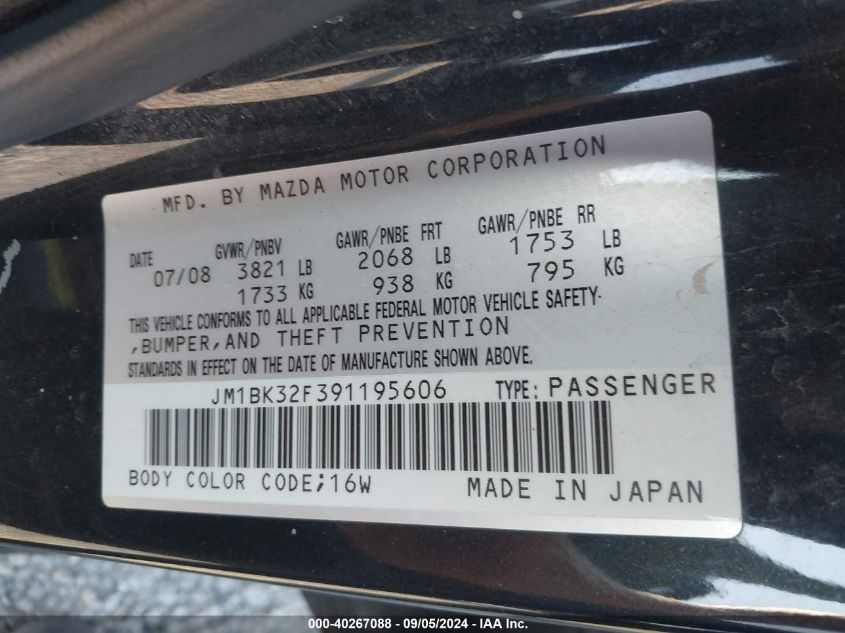 MFD. BY MAZDA MOTOR CORPORATION
DATE GVWR/PNBV GAWR/PNBE FRT GAWR/PNBE RR
07/08 3821 LB 2068 LB 1753 LB
1733 KG 938 KG 795 KG
THIS VEHICLE CONFORMS TO ALL APPLICABLE FEDERAL MOTOR VEHICLE SAFETY
,BUMPER,AND THEFT PREVENTION
STANDARDS IN EFFECT ON THE DATE OF MANUFACTURE SHOWN ABOVE.
JM1BK32F391195606 TYPE: PASSENGER
BODY COLOR CODE;16W MADE IN JAPAN
000-40267088 - 09/05/2024 - IAA Inc.